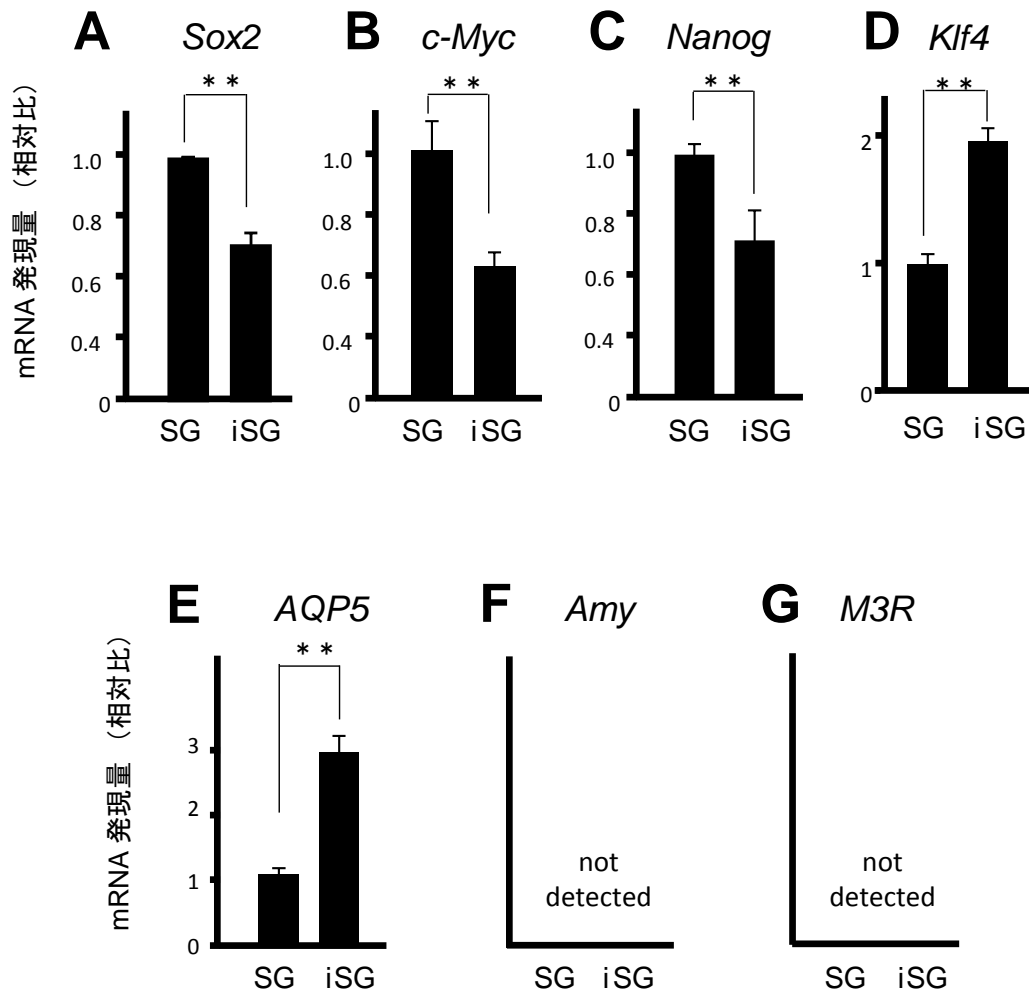 A Sox2
B c-Myc
C Nanog
D Klf4
mRNA 発現量 (相対比)
* *
1.0
0.8
0.6
0.4
0
SG iSG
* *
1.0
0.8
0.6
0.4
0
SG iSG
* *
1.0
0.8
0.6
0.4
0
SG iSG
* *
2
1
0
SG iSG
E AQP5
F Amy
G M3R
mRNA 発現量 (相対比)
* *
3
2
1
0
SG iSG
not
detected
SG iSG
not
detected
SG iSG